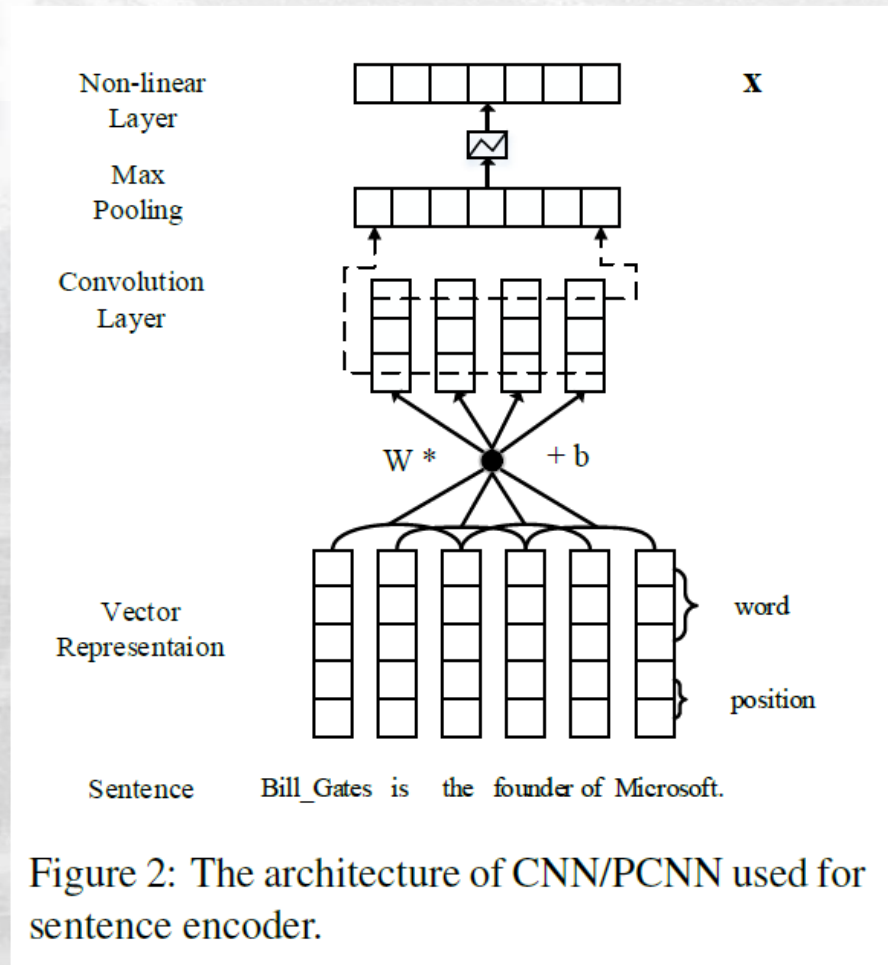 Non-linear
Layer
X
Max
Pooling
Convolution
Layer
W *
+ b
Vector
Representaion
word
position
Sentence
Bill_Gates is the founder of Microsoft.
Figure 2: The architecture of CNN/PCNN used for
sentence encoder.